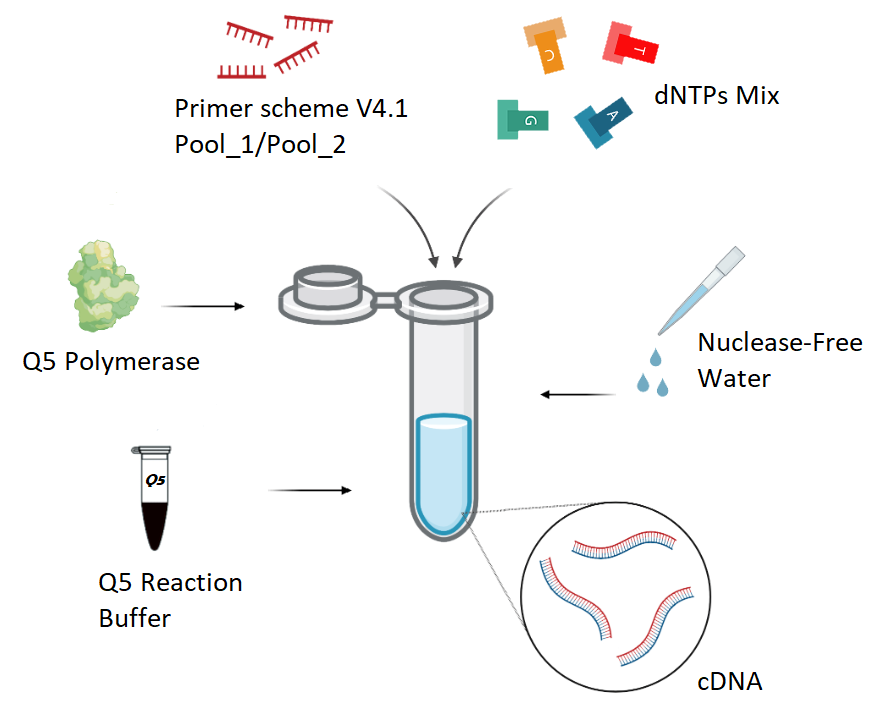 Primer scheme V4.1
Pool_1/Pool_2
C
T
G
A
dNTPs Mix
Q5 Polymerase
Nuclease-Free
Water
Q5
Q5 Reaction
Buffer
cDNA